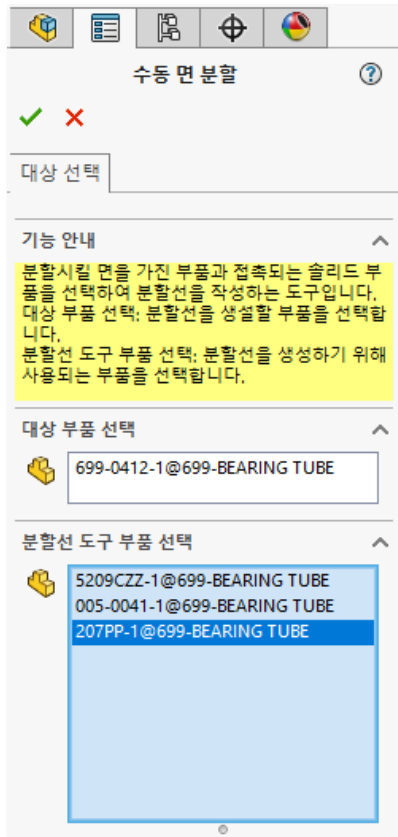 수동 면 분할
대상 선택
기능 안내
분할시킬 면을 가진 부품과 접촉되는 솔리드 부
품을 선택하여 분할선을 작성하는 도구입니다.
대상 부품 선택: 분할선을 생설할 부품을 선택합
니다.
분할선 도구 부품 선택: 분할선을 생성하기 위해
사용되는 부품을 선택합니다.
대상 부품 선택
699-0412-1@699-BEARING TUBE
분할선 도구 부품 선택
5209CZZ-1@699-BEARING TUBE
005-0041-1@699-BEARING TUBE
207PP-1@699-BEARING TUBE